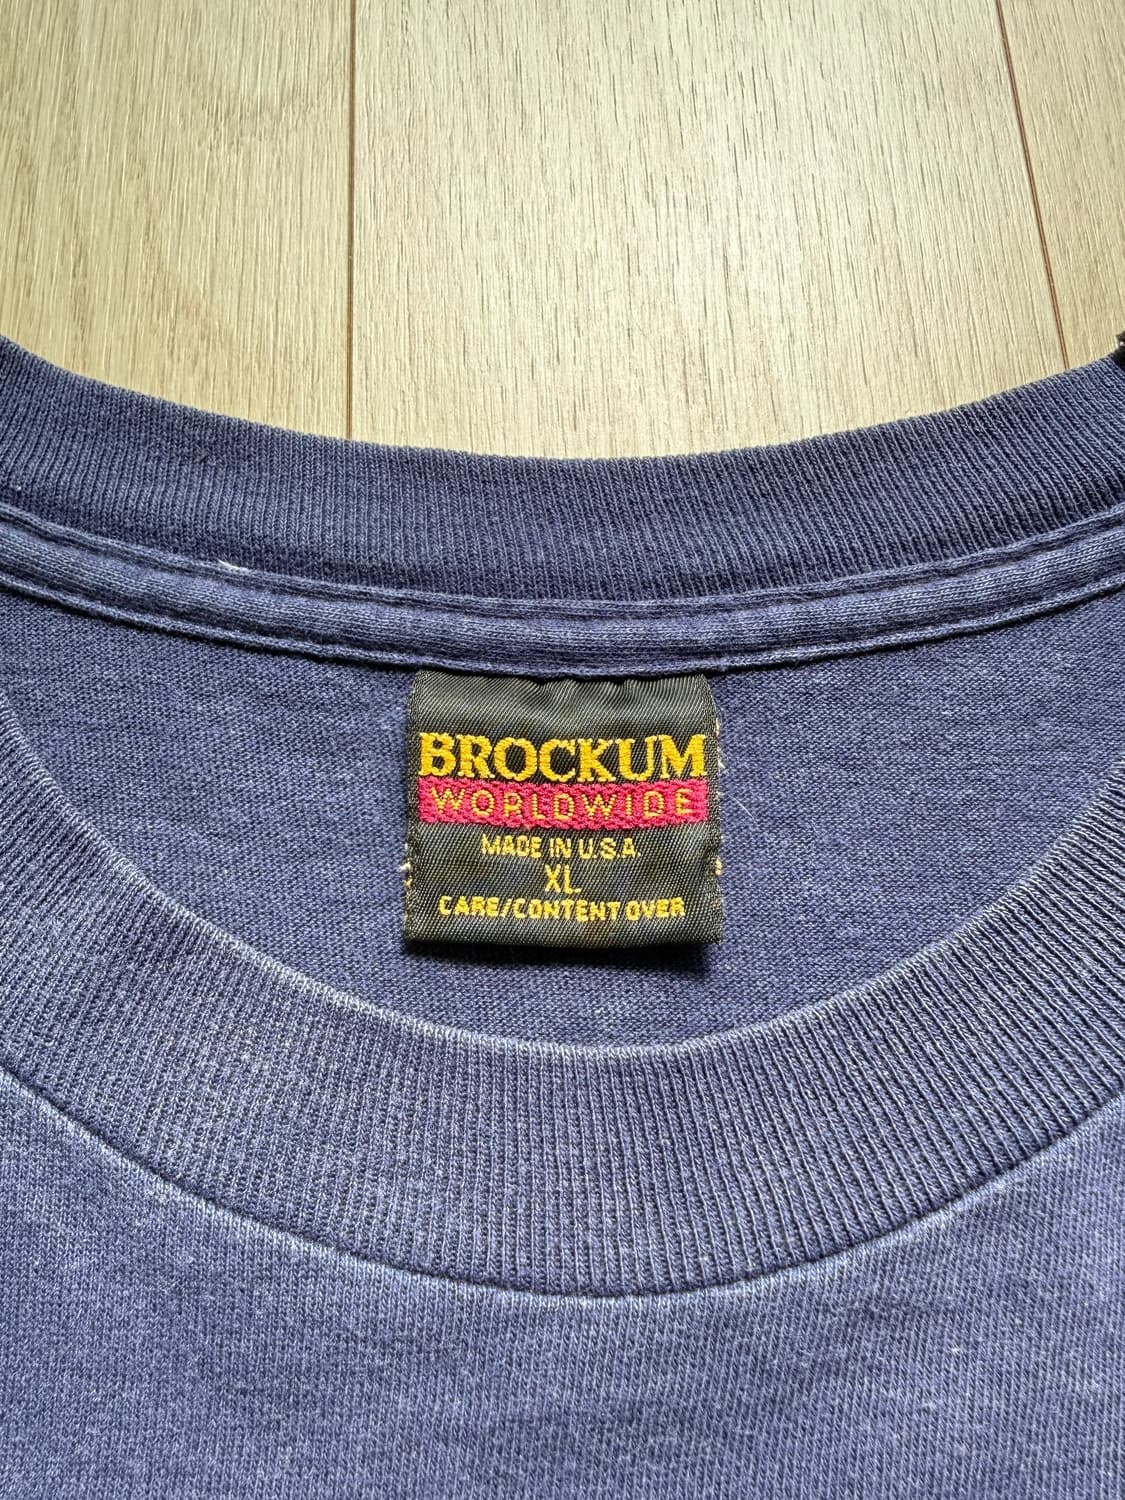 BROCKUM
WORLDWIDE
MADE IN U.S.A.
XL
CARE/CONTENT OVER